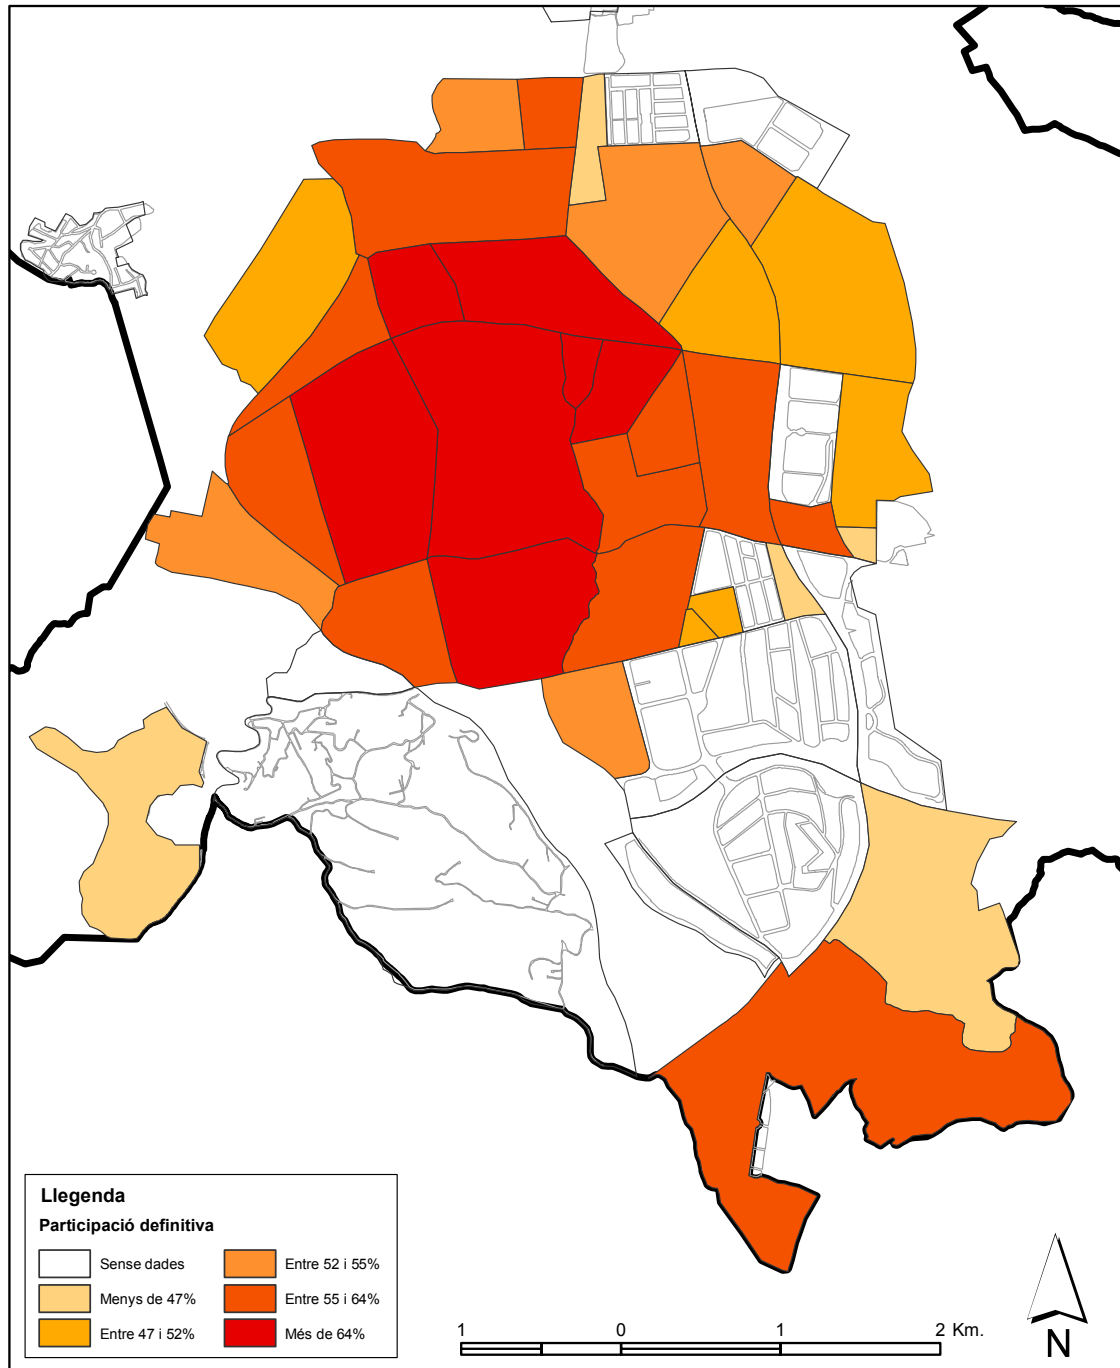 Llegenda
Participació definitiva
Sense dades
Menys de 47%
Entre 47 i 52%
Entre 52 i 55%
Entre 55 i 64%
Més de 64%
1 0 1 2 Km.
N